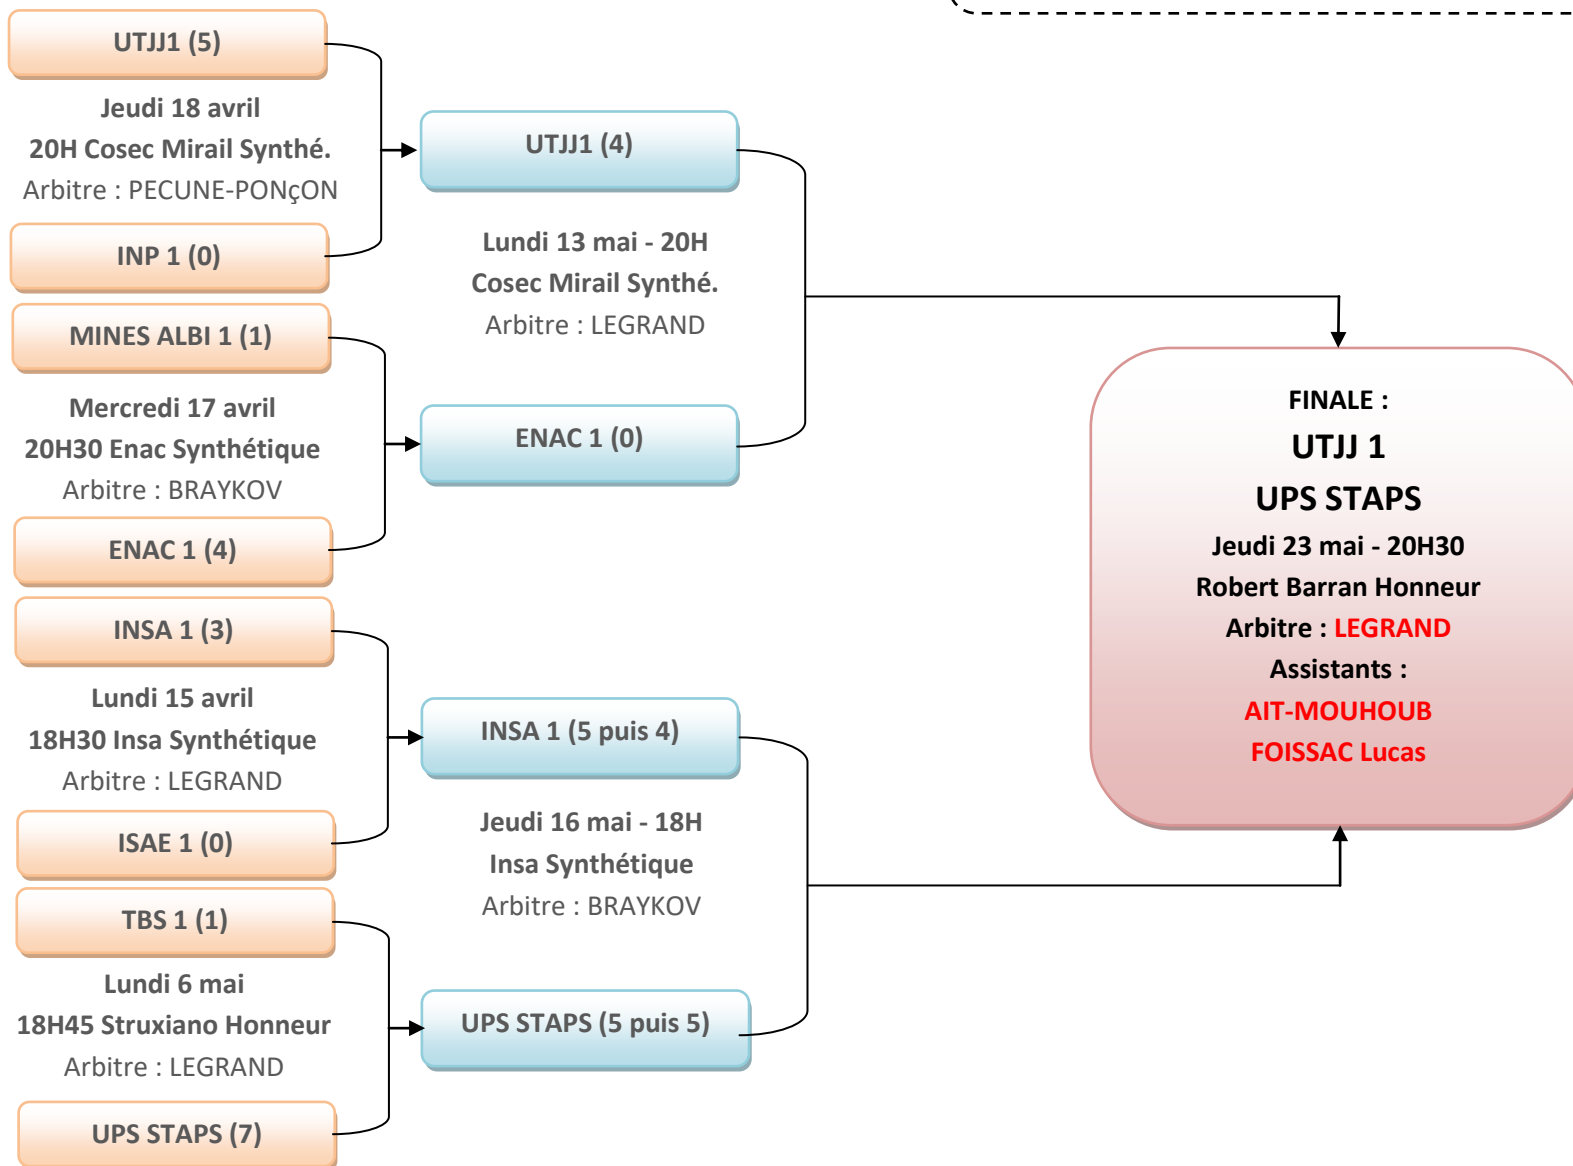 UTJJ1 (5)
Jeudi 18 avril
20H Cosec Mirail Synthé.
Arbitre : PECUNE-PONçON
INP 1 (0)
MINES ALBI 1 (1)
Mercredi 17 avril
20H30 Enac Synthétique
Arbitre : BRAYKOV
ENAC 1 (4)
INSA 1 (3)
Lundi 15 avril
18H30 Insa Synthétique
Arbitre : LEGRAND
ISAE 1 (0)
TBS 1 (1)
Lundi 6 mai
18H45 Struxiano Honneur
Arbitre : LEGRAND
UPS STAPS (7)
UTJJ1 (4)
Lundi 13 mai - 20H
Cosec Mirail Synthé.
Arbitre : LEGRAND
ENAC 1 (0)
INSA 1 (5 puis 4)
Jeudi 16 mai - 18H
Insa Synthétique
Arbitre : BRAYKOV
UPS STAPS (5 puis 5)
FINALE :
UTJJ 1
UPS STAPS
Jeudi 23 mai - 20H30
Robert Barran Honneur
Arbitre : LEGRAND
Assistants :
AIT-MOUHOUB
FOISSAC Lucas